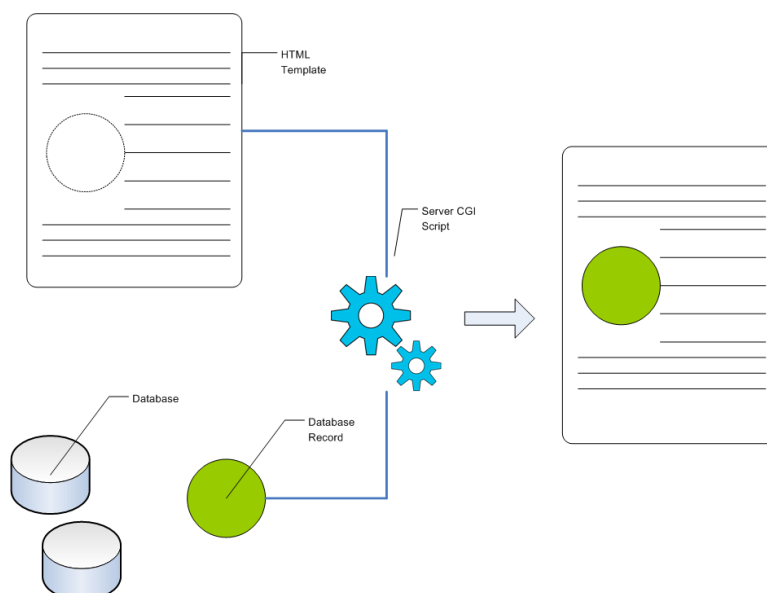 HTML
Template
Server CGI
Script
Database
Database
Record